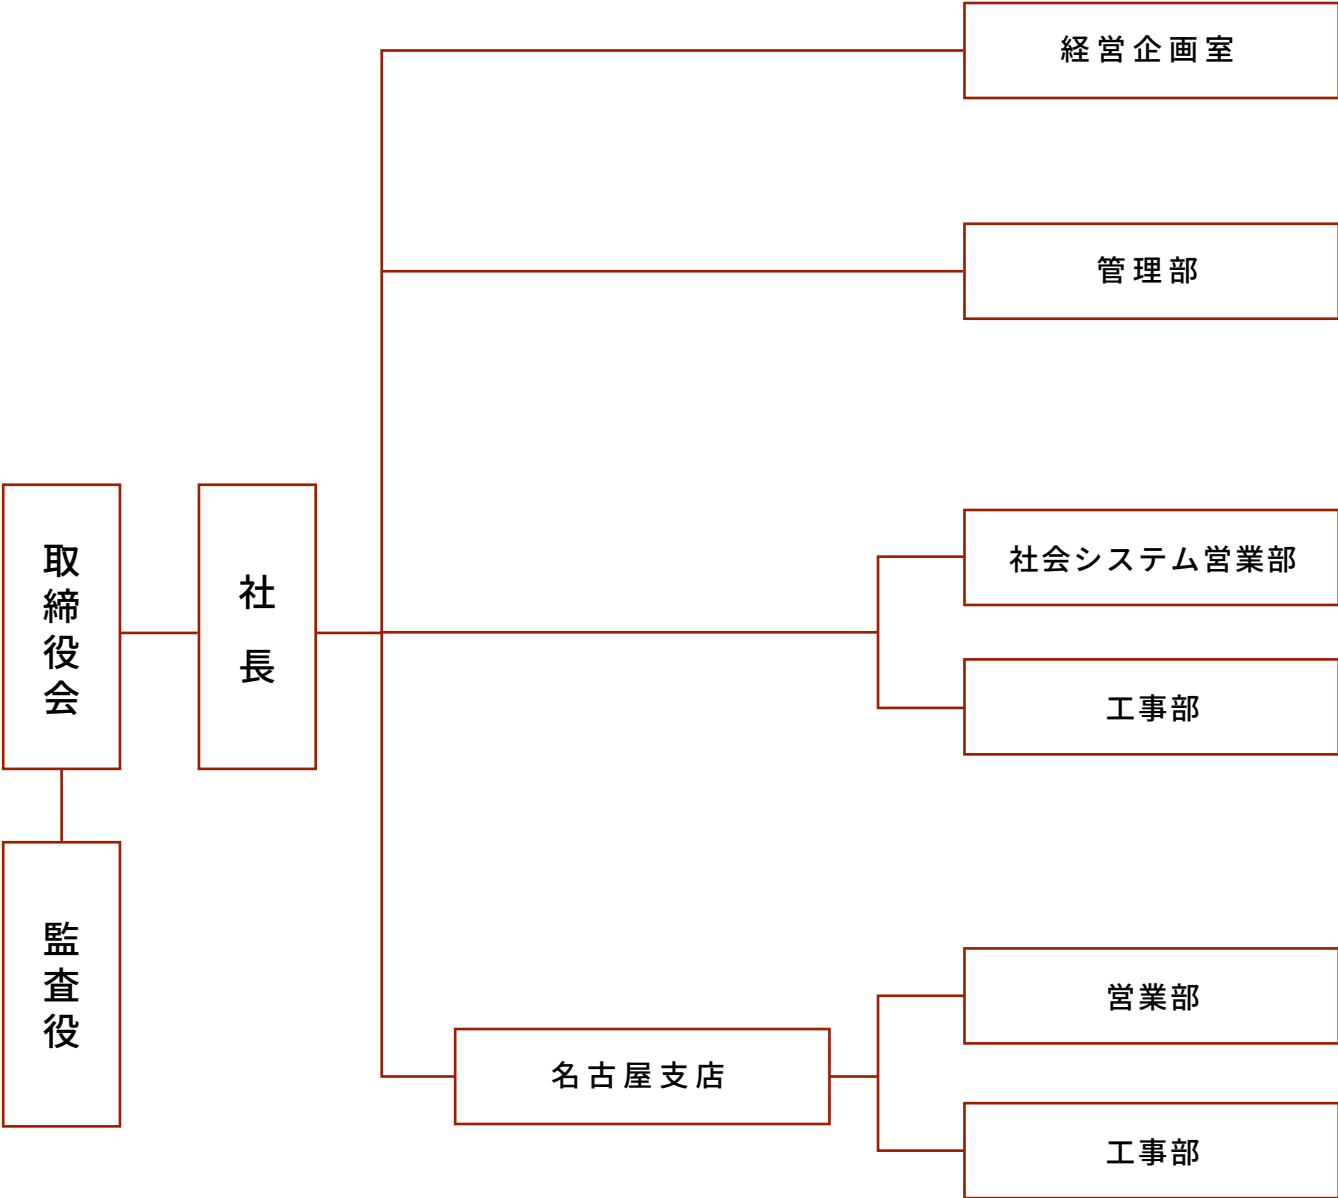 経営企画室
管理部
取締役会
社長
社会システム営業部
工事部
監査役
名古屋支店
営業部
工事部